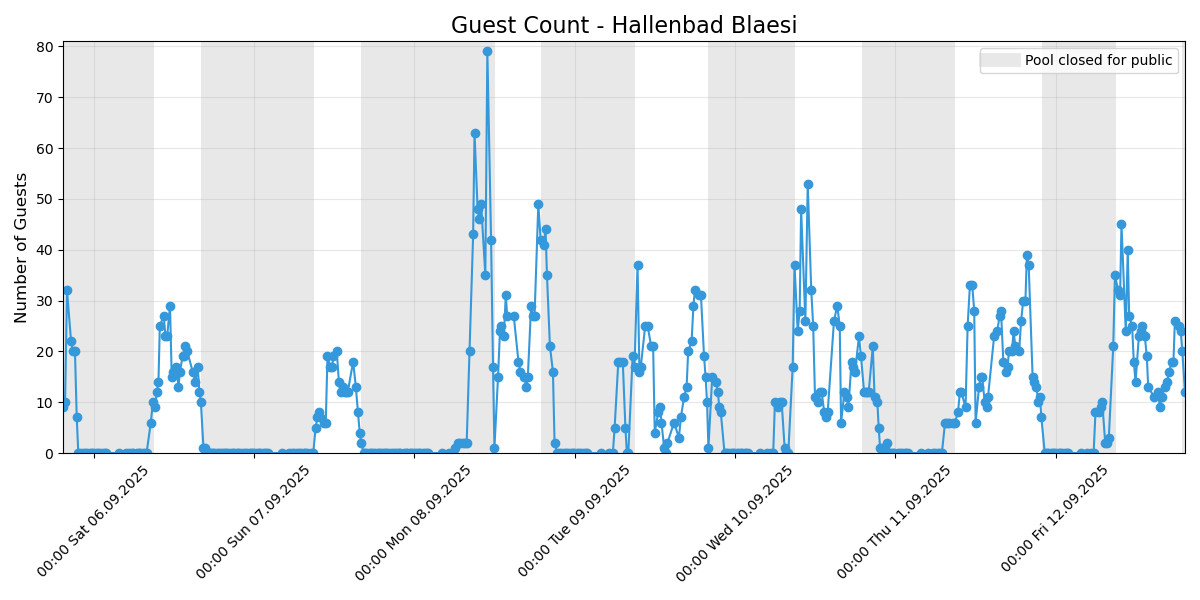 Guest Count - Hallenbad Blaesi
Pool closed for public
Number of Guests
80
70
60
50
40
30
20
10
0
00:00 Sat 06.09.2025
00:00 Sun 07.09.2025
00:00 Mon 08.09.2025
00:00 Tue 09.09.2025
00:00 Wed 10.09.2025
00:00 Thu 11.09.2025
00:00 Fri 12.09.2025